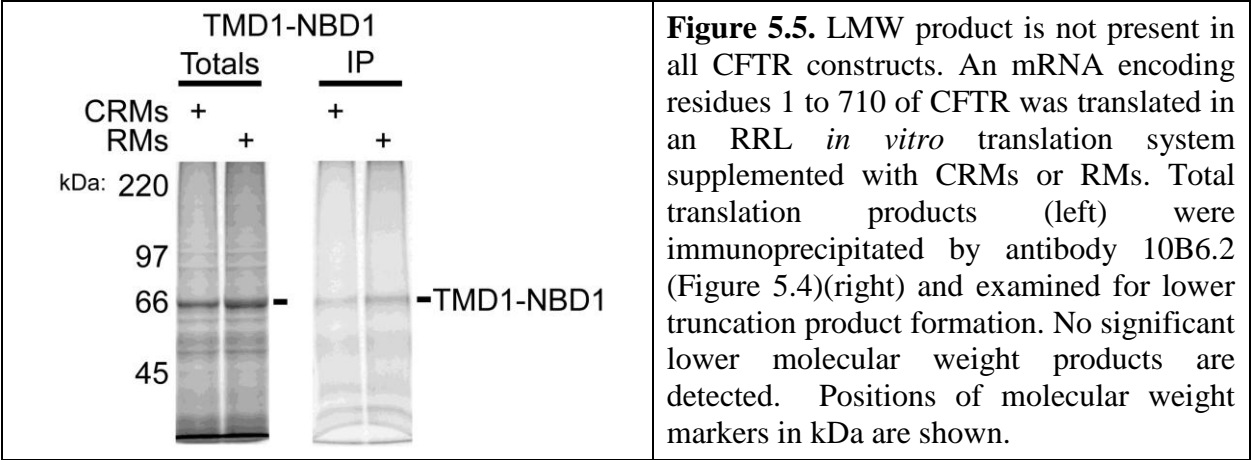 TMD1-NBD1
Totals IP
CRMs + +
RMs + +
kDa: 220
97
66
TMD1-NBD1
45
Figure 5.5. LMW product is not present in
all CFTR constructs. An mRNA encoding
residues 1 to 710 of CFTR was translated in
an RRL in vitro translation system
supplemented with CRMs or RMs. Total
translation products (left) were
immunoprecipitated by antibody 10B6.2
(Figure 5.4)(right) and examined for lower
truncation product formation. No significant
lower molecular weight products are
detected. Positions of molecular weight
markers in kDa are shown.